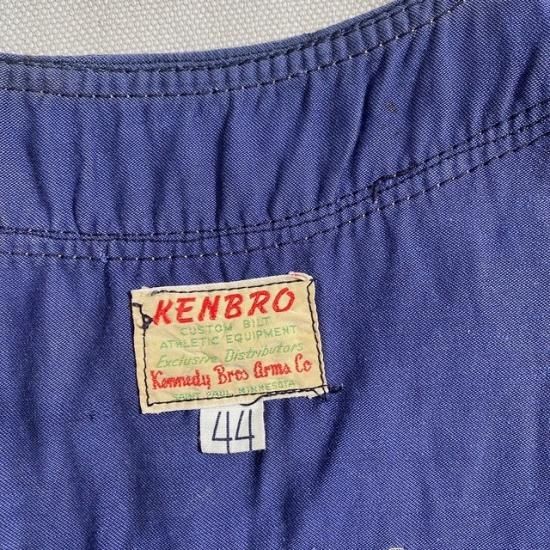 KENBRO
CUSTOM BILT
ATHLETIC EQUIPMENT
Exclusive Distributors
Kennedy Bros Arms Co
SAINT PAUL, MINNESOTA
44